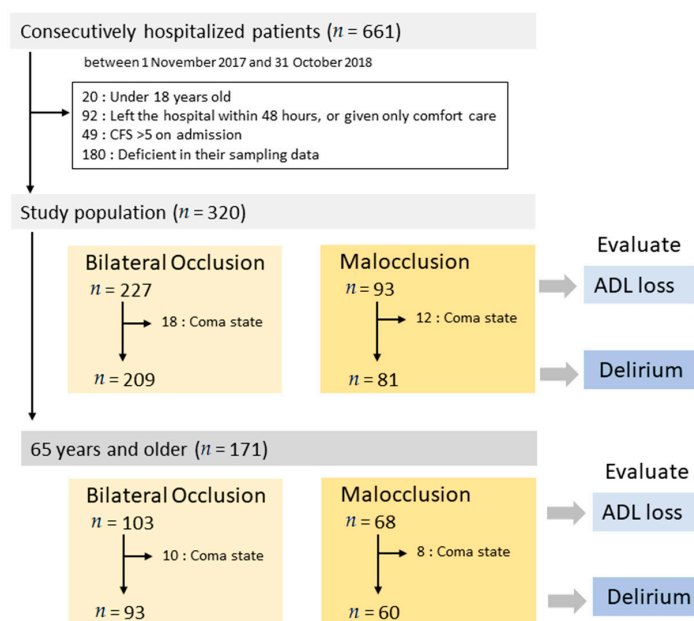 Consecutively hospitalized patients (n = 661)
between 1 November 2017 and 31 October 2018
20 : Under 18 years old
92 : Left the hospital within 48 hours, or given only comfort care
49 : CFS >5 on admission
180 : Deficient in their sampling data
Study population (n = 320)
Bilateral Occlusion
n = 227
18 : Coma state
n = 209
Malocclusion
n = 93
12 : Coma state
n = 81
Evaluate
ADL loss
Delirium
65 years and older (n = 171)
Bilateral Occlusion
n = 103
10 : Coma state
n = 93
Malocclusion
n = 68
8 : Coma state
n = 60
Evaluate
ADL loss
Delirium